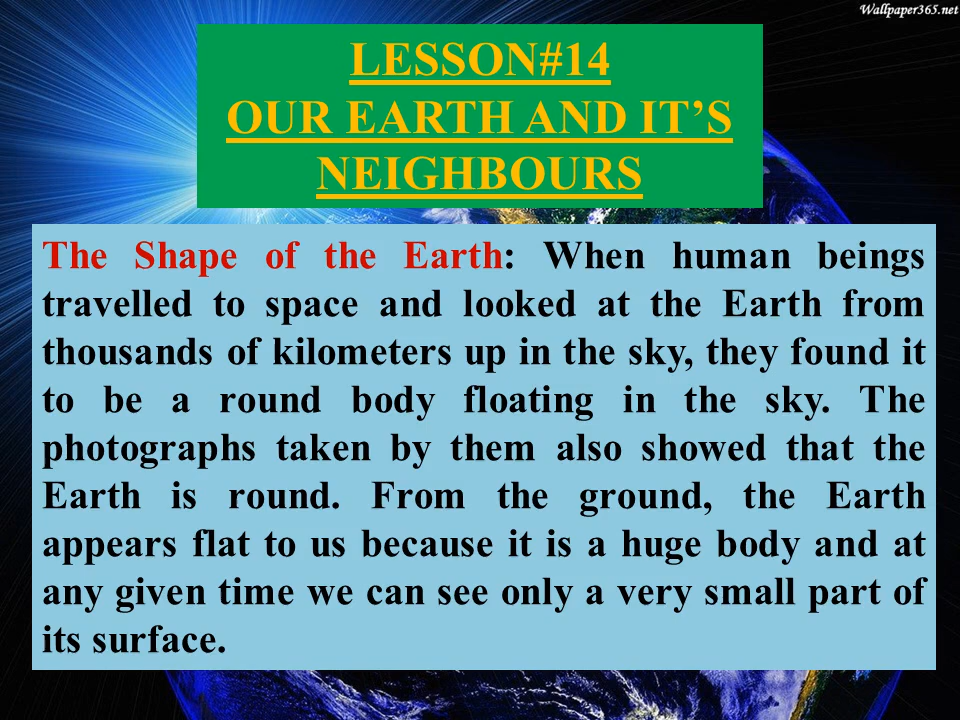 Wallpaper365.net
LESSON#14
OUR EARTH AND IT’S
NEIGHBOURS
The Shape of the Earth: When human beings
travelled to space and looked at the Earth from
thousands of kilometers up in the sky, they found it
to be a round body floating in the sky. The
photographs taken by them also showed that the
Earth is round. From the ground, the Earth
appears flat to us because it is a huge body and at
any given time we can see only a very small part of
its surface.